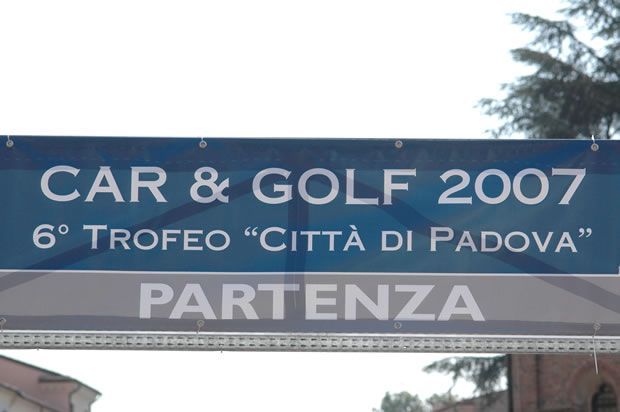 CAR & GOLF 2007
6° TROFEO “CITTÀ DI PADOVA”
PARTENZA